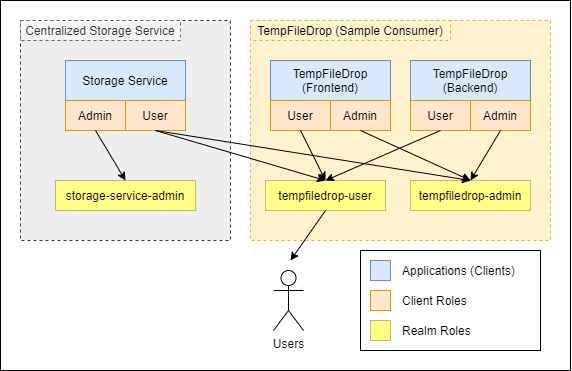 Centralized Storage Service
TempFileDrop (Sample Consumer)
Storage Service
Admin
User
TempFileDrop
(Frontend)
User
Admin
TempFileDrop
(Backend)
User
Admin
storage-service-admin
tempfiledrop-user
tempfiledrop-admin
Users
Applications (Clients)
Client Roles
Realm Roles